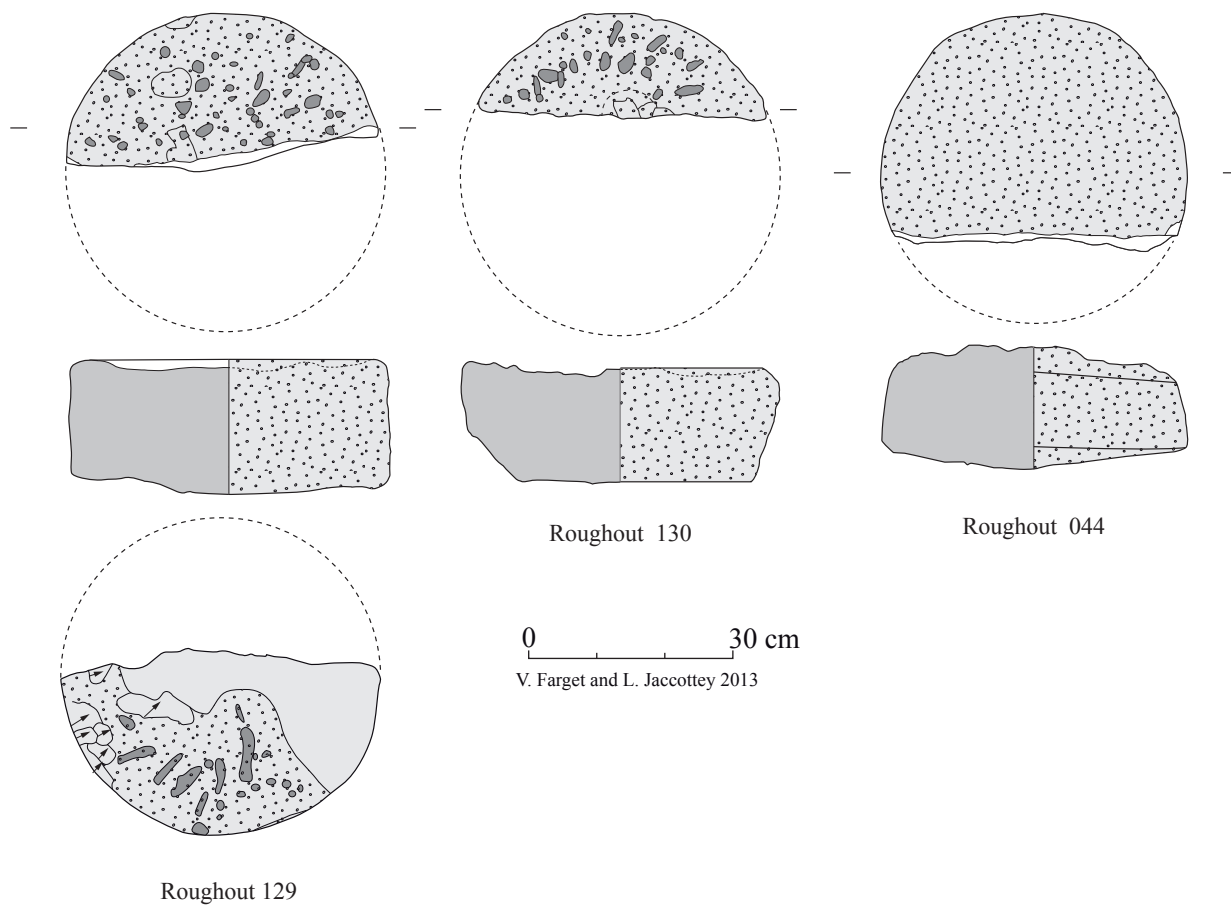 Roughout 130
Roughout 044
0 30 cm
V. Farget and L. Jaccottey 2013
Roughout 129